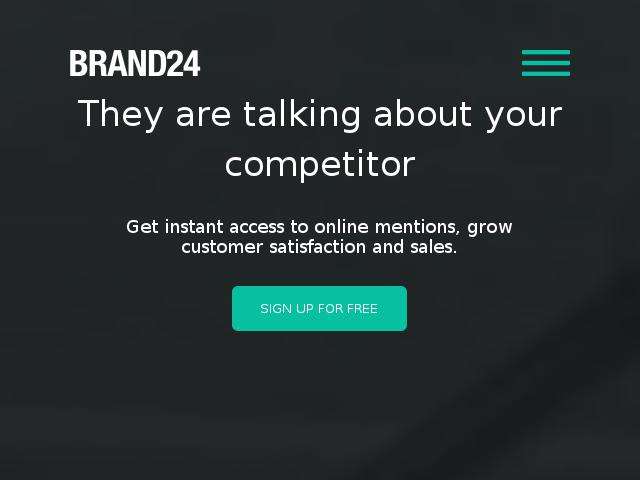 BRAND24
They are talking about your
competitor
Get instant access to online mentions, grow
customer satisfaction and sales.
SIGN UP FOR FREE